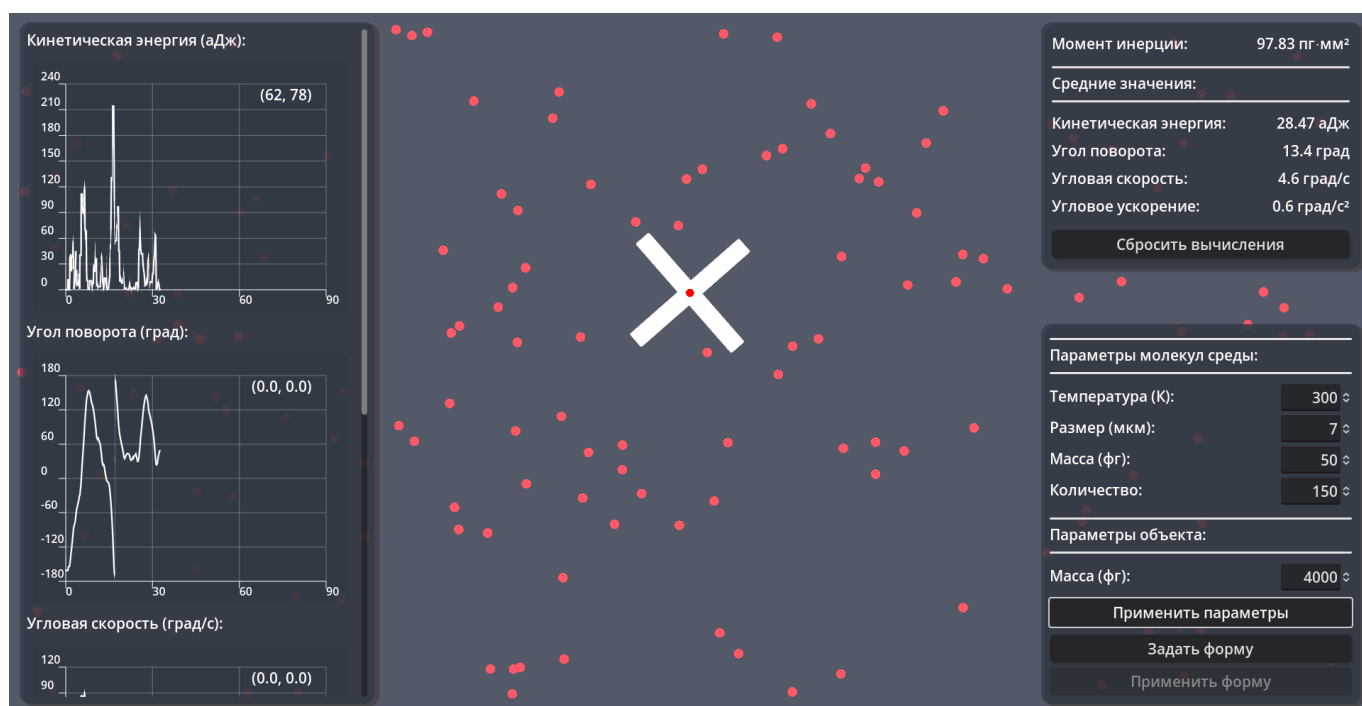 Кинетическая энергия (аДж):
240
210
180
150
120
90
60
30
0
(62, 78)
0 30 60 90
Угол поворота (град):
180
120
60
0
-60
-120
-180
(0.0, 0.0)
0 30 60 90
Угловая скорость (град/с):
120
90
(0.0, 0.0)
Момент инерции: 97.83 пг·мм²
Средние значения:
Кинетическая энергия: 28.47 аДж
Угол поворота: 13.4 град
Угловая скорость: 4.6 град/с
Угловое ускорение: 0.6 град/с²
Сбросить вычисления
Параметры молекул среды:
Температура (К): 300
Размер (мкм): 7
Масса (фг): 50
Количество: 150
Параметры объекта:
Масса (фг): 4000
Применить параметры
Задать форму
Применить форму